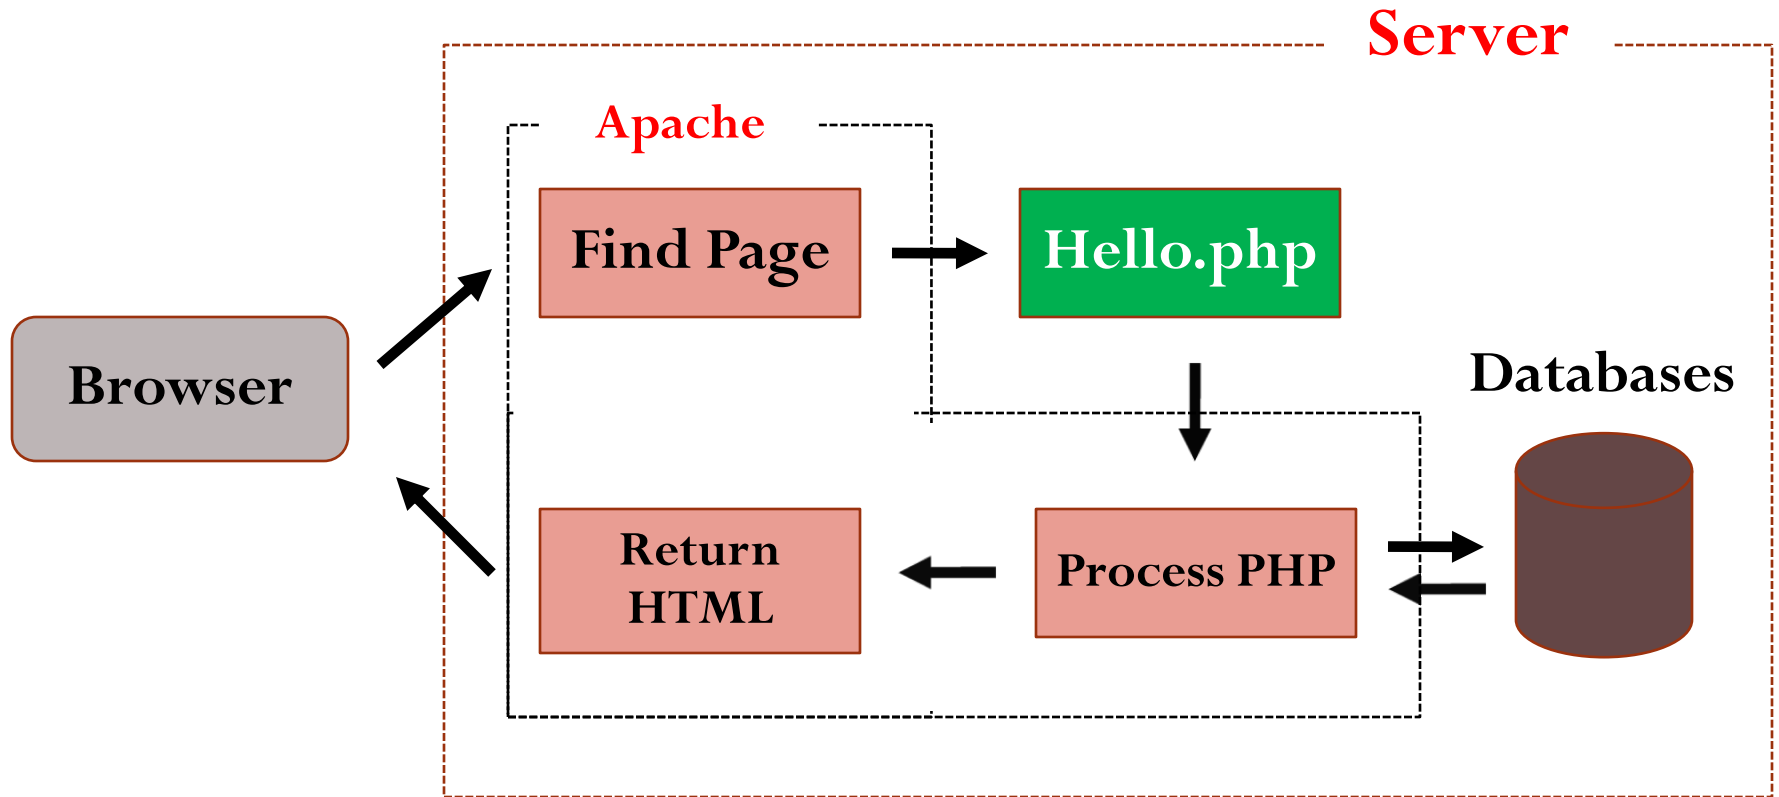 Server
Apache
Find Page
Hello.php
Browser
Databases
Return
HTML
Process PHP